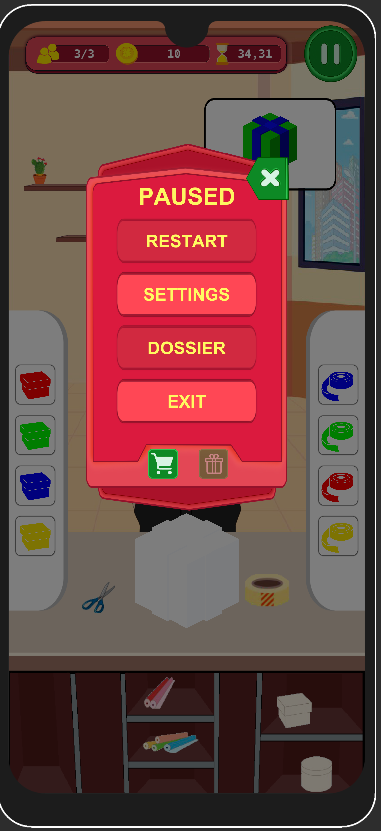 3/3
10
34,31
PAUSED
RESTART
SETTINGS
DOSSIER
EXIT